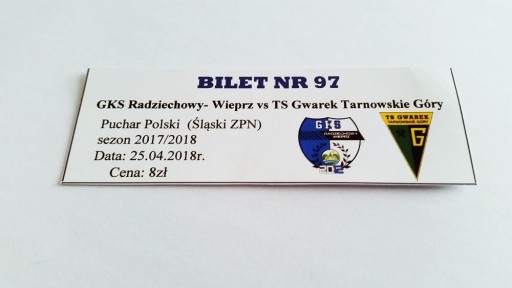 BILET NR 97
GKS Radziechowy- Wieprz vs TS Gwarek Tarnowskie Góry
Puchar Polski (Śląski ZPN)
sezon 2017/2018
Data: 25.04.2018r.
Cena: 8zł
GKS
RADZIECHOWY
WIEPRZ
TS GWAREK
TARNOWSKIE GÓRY
G